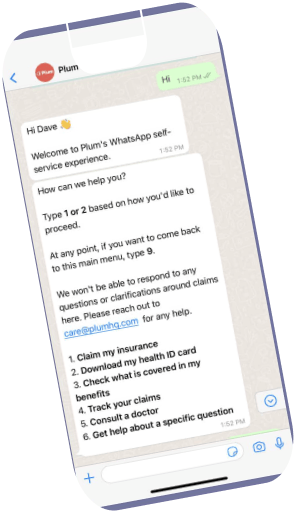 Plum
Plum
Hi 1:52 PM
Hi Dave 👋
Welcome to Plum's WhatsApp self-
service experience.
1:52 PM
How can we help you?
Type 1 or 2 based on how you'd like to
proceed.
At any point, if you want to come back
to this main menu, type 9.
We won't be able to respond to any
questions or clarifications around claims
here. Please reach out to
care@plumhq.com for any help.
1. Claim my insurance
2. Download my health ID card
3. Check what is covered in my
benefits
4. Track your claims
5. Consult a doctor
6. Get help about a specific question
1:52 PM